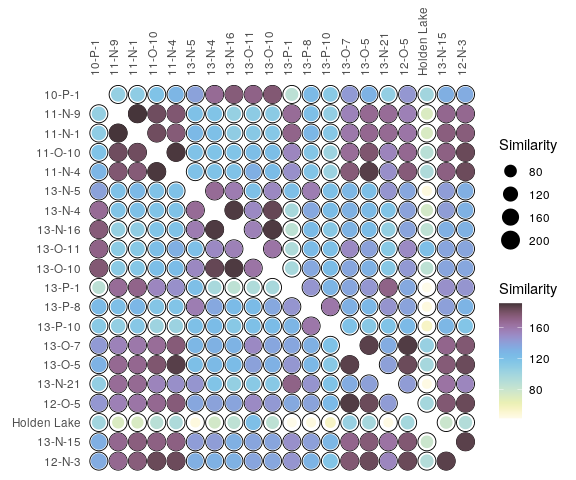 10-P-1 11-N-9 11-N-1 11-O-10 11-N-4 13-N-5 13-N-4 13-N-16 13-O-11 13-O-10 13-P-1 13-P-8 13-P-10 13-O-7 13-O-5 13-N-21 12-O-5 Holden Lake 13-N-15 12-N-3
10-P-1
11-N-9
11-N-1
11-O-10
11-N-4
13-N-5
13-N-4
13-N-16
13-O-11
13-O-10
13-P-1
13-P-8
13-P-10
13-O-7
13-O-5
13-N-21
12-O-5
Holden Lake
13-N-15
12-N-3
Similarity
80
120
160
200
Similarity
160
120
80